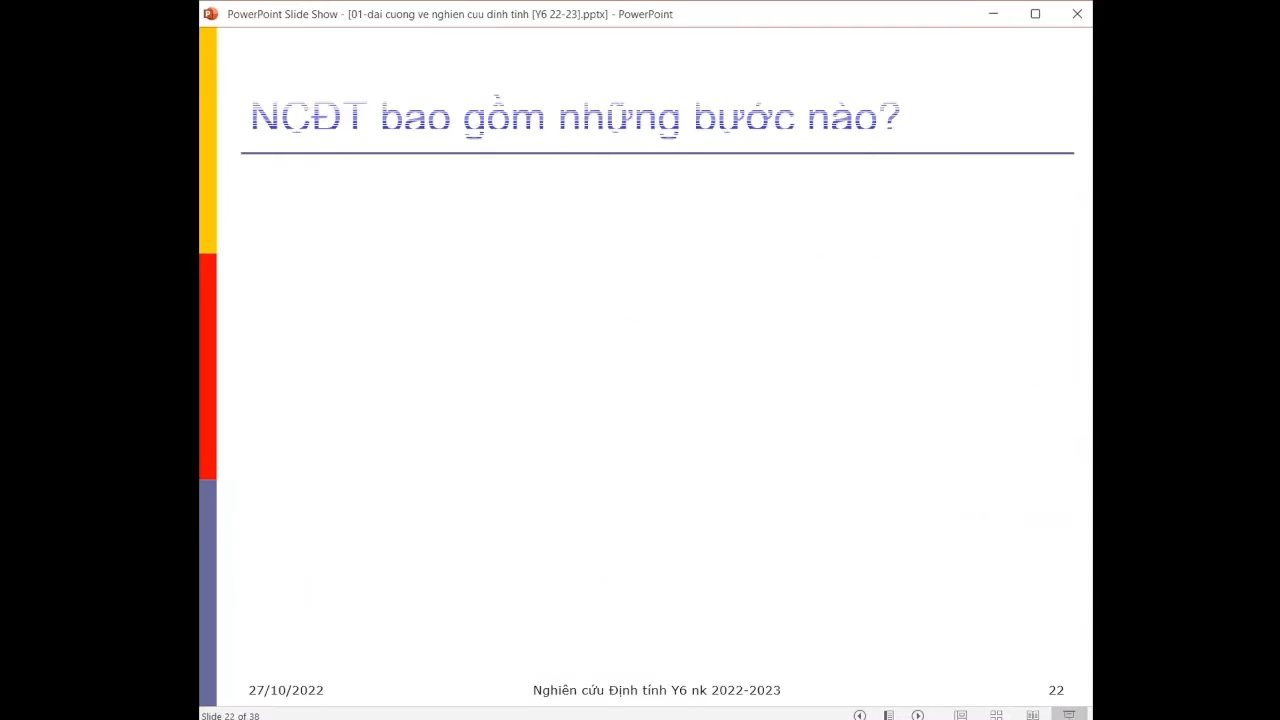 PowerPoint Slide Show - [01-dai cuong ve nghien cuu dinh tinh [Y6 22-23].pptx] - PowerPoint
NCĐT bao gồm những bước nào?
27/10/2022 Nghiên cứu Định tính Y6 nk 2022-2023 22
Slide 22 of 38